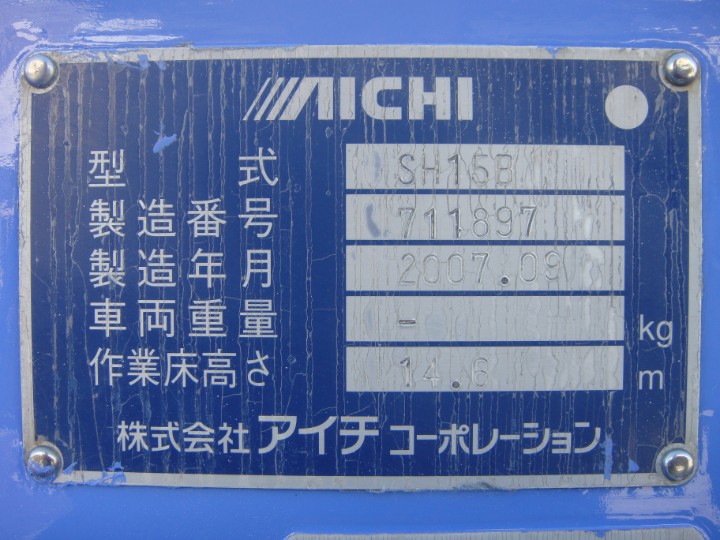 AICHI
型式 SH15B
製造番号 711897
製造年月 2007.09
車両重量 - kg
作業床高さ 14.6 m
株式会社 アイチ コーポレーション